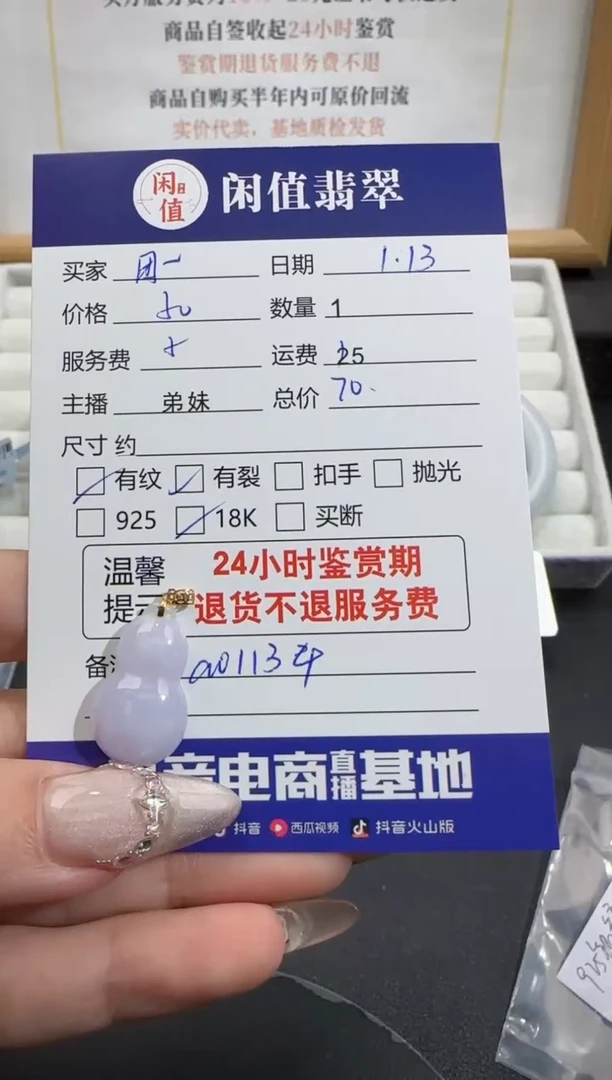 商品自签收起24小时鉴赏
鉴赏期退货服务费不退
商品自购买半年内可原价回流
实价代卖，基地质检发货
闲值 闲值翡翠
买家 团一 日期 1.13
价格 数量 1
服务费 运费 25
主播 弟妹 总价 70.
尺寸 约
有纹 有裂 扣手 抛光
925 18K 买断
温馨 24小时鉴赏期
提示 退货不退服务费
备 0113
音电商直播基地
抖音 西瓜视频 抖音火山版
925